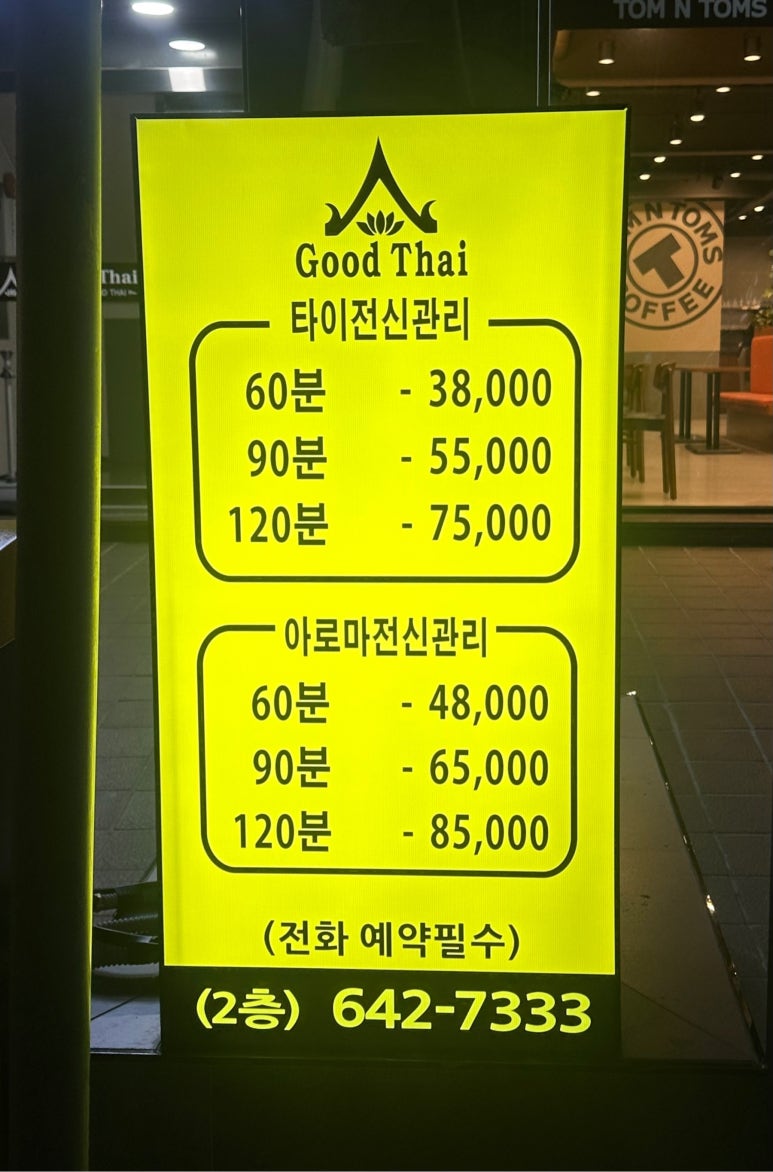 TOM N TOMS
Good Thai
타이전신관리
60분 - 38,000
90분 - 55,000
120분 - 75,000
아로마전신관리
60분 - 48,000
90분 - 65,000
120분 - 85,000
(전화 예약필수)
(2층) 642-7333
Thai
THAI
M N TOMS
T
OFFEE